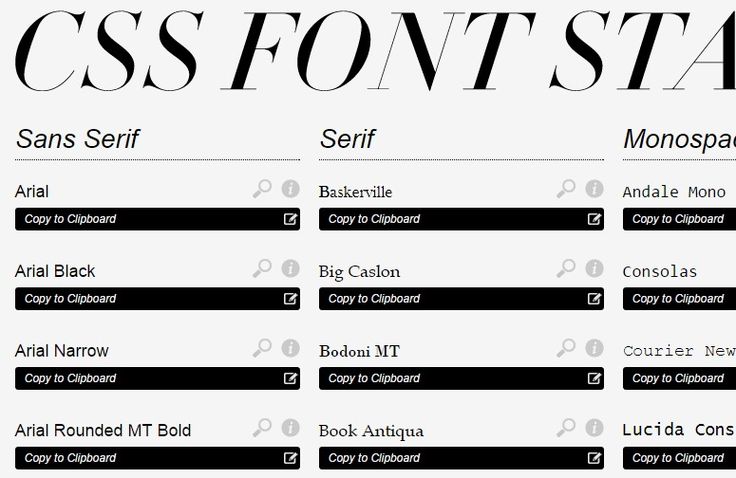 CSS FONT STA
Sans Serif
Arial
Copy to Clipboard
Arial Black
Copy to Clipboard
Arial Narrow
Copy to Clipboard
Arial Rounded MT Bold
Copy to Clipboard
Serif
Baskerville
Copy to Clipboard
Big Caslon
Copy to Clipboard
Bodoni MT
Copy to Clipboard
Book Antiqua
Copy to Clipboard
Monospac
Andale Mono
Copy to Clipboard
Consolas
Copy to Clipboard
Courier New
Copy to Clipboard
Lucida Cons
Copy to Clipboard